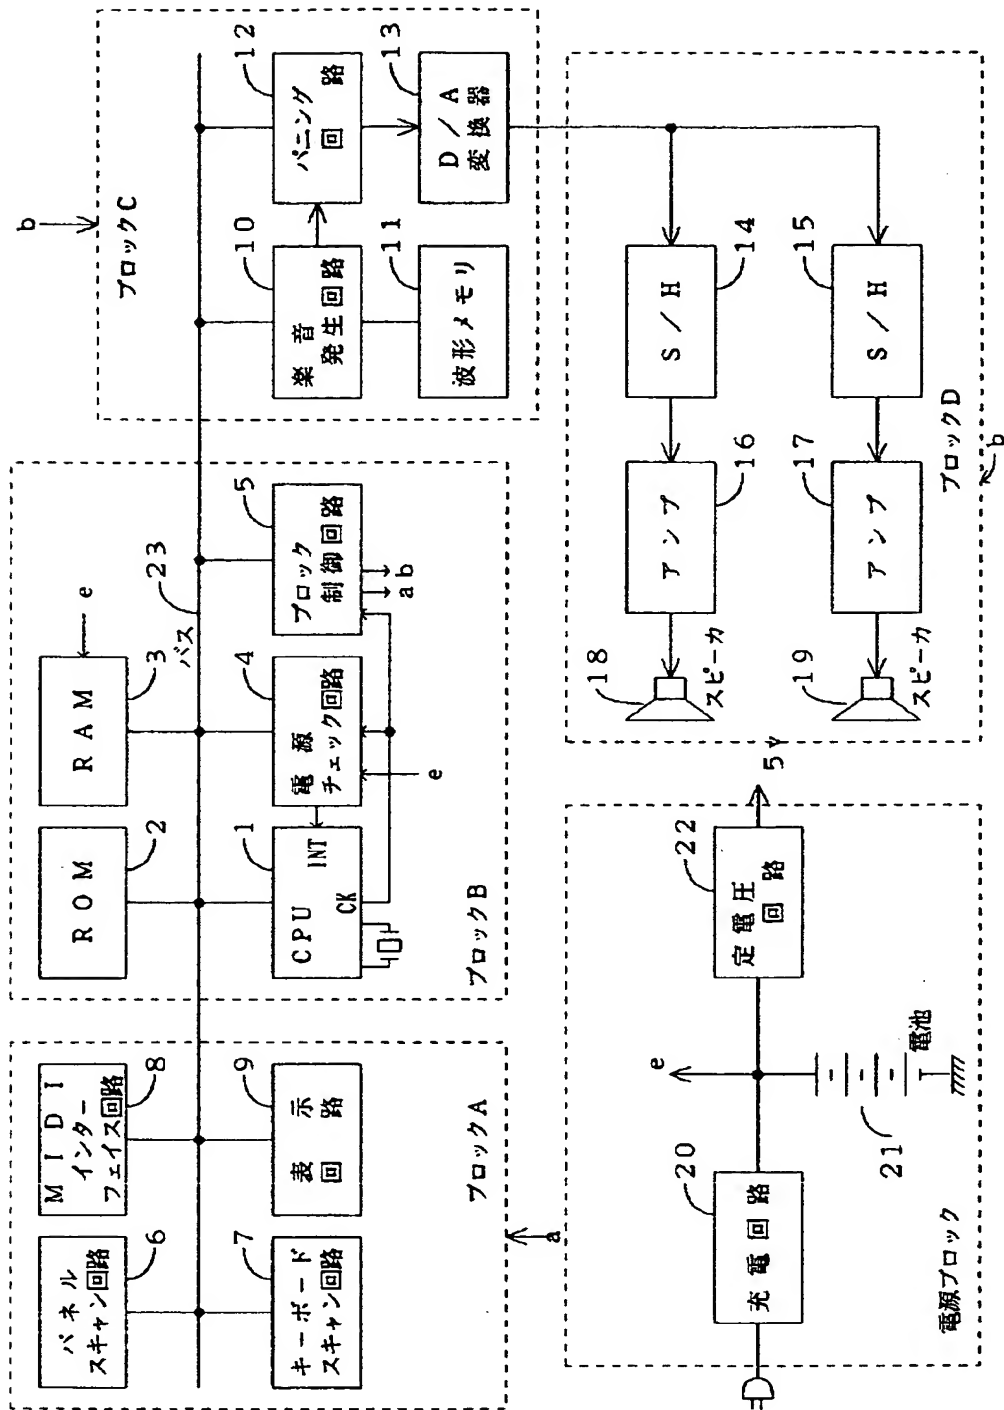 パネル
スキャン回路
6
MIDI
インター
フェイス回路
8
キーボード
スキャン回路
7
表示
回路
9
ブロックA
a
ROM
2
RAM
3
e
バス
23
CPU
INT
CK
1
電源
チェック回路
4
e
ブロック
制御回路
5
a b
ブロックB
b
ブロックC
楽音
発生回路
10
波形メモリ
11
パニング
回路
12
D/A
変換器
13
充電回路
20
e
21
電池
定電圧
回路
22
5V
電源ブロック
18
スピーカ
アンプ
16
S/H
14
19
スピーカ
アンプ
17
S/H
15
ブロックD
b